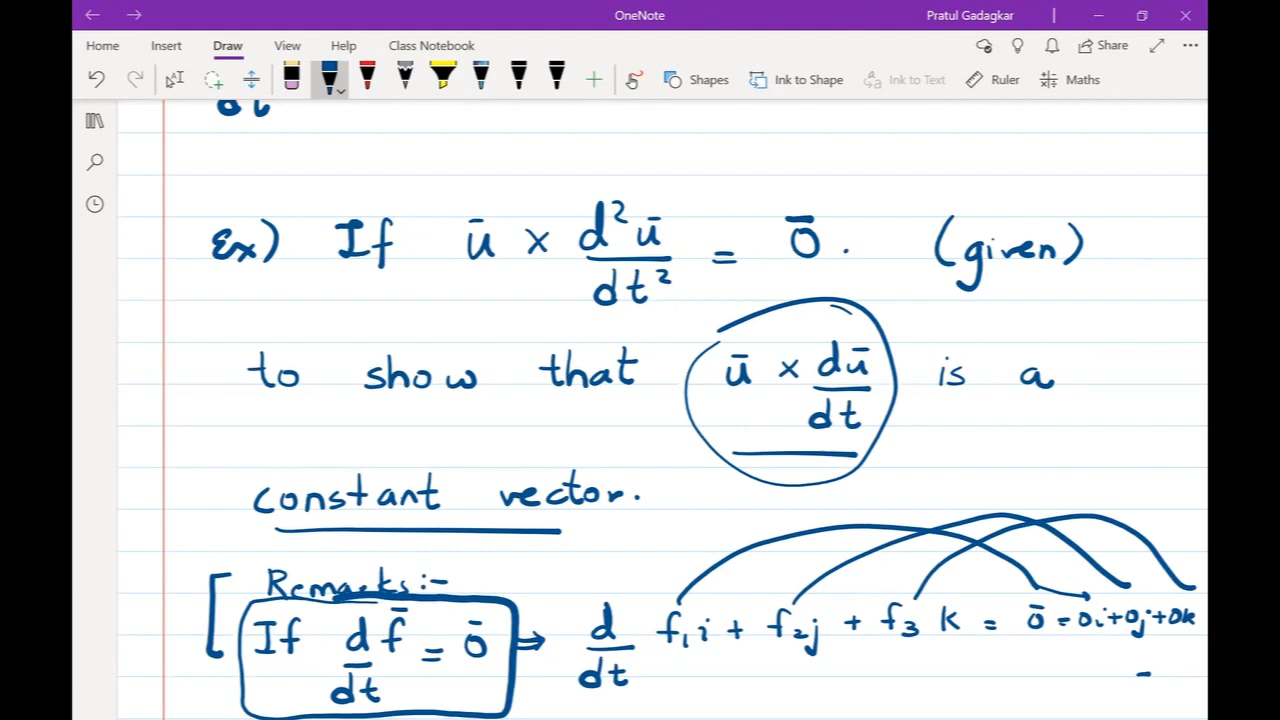 OneNote
Pratul Gadagkar
Home Insert Draw View Help Class Notebook Share
Shapes Ink to Shape Ink to Text Ruler Maths
dt
Ex) If ū × d²ū/dt² = 0̄. (given)
to show that ū × dū/dt is a
constant vector.
[ Remarks :-
If df̄/dt = 0̄ ⇒ d/dt f₁i + f₂j + f₃k = 0̄ = 0i+0j+0k